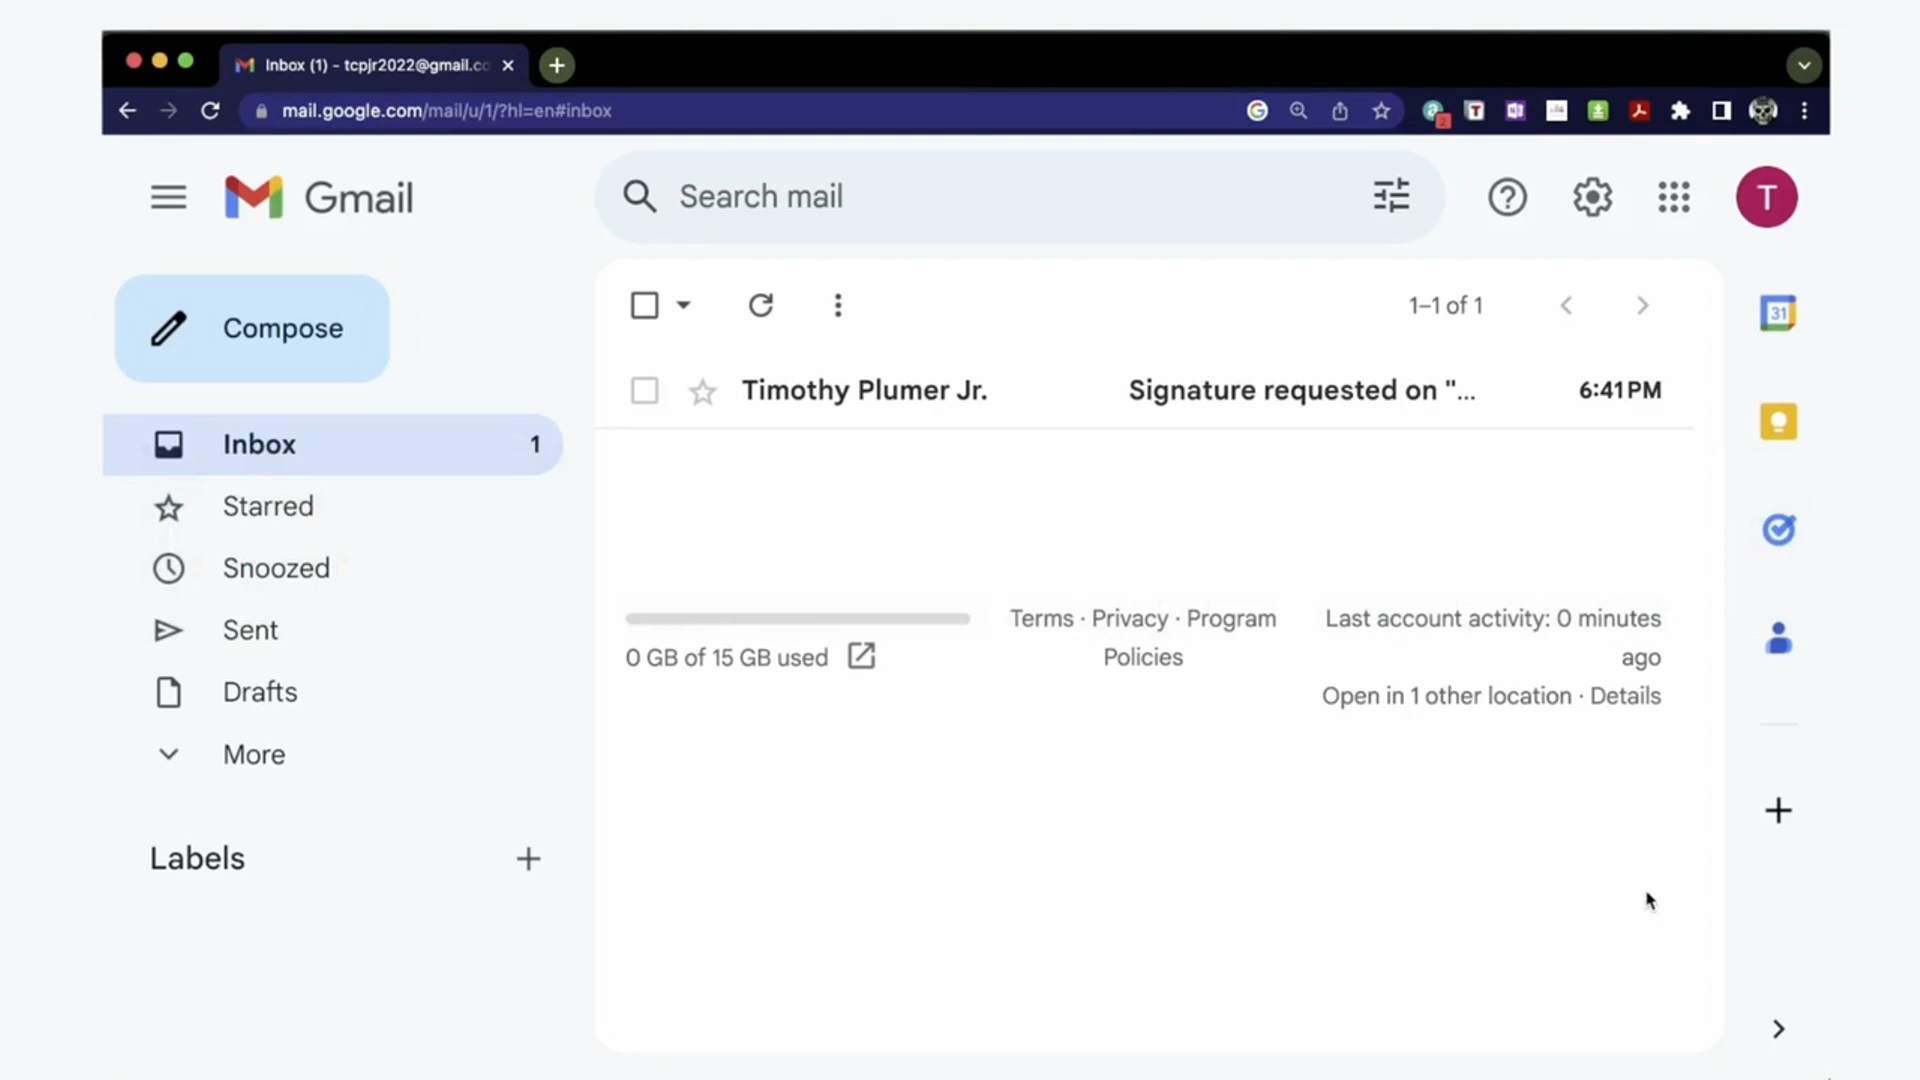 Inbox (1) - tcpjr2022@gmail.co
mail.google.com/mail/u/1/?hl=en#inbox
2
T
Gmail
Search mail
T
Compose
1–1 of 1
31
Timothy Plumer Jr.
Signature requested on "...
6:41 PM
Inbox
1
Starred
Snoozed
Sent
Drafts
More
Labels
0 GB of 15 GB used
Terms · Privacy · Program
Policies
Last account activity: 0 minutes
ago
Open in 1 other location · Details